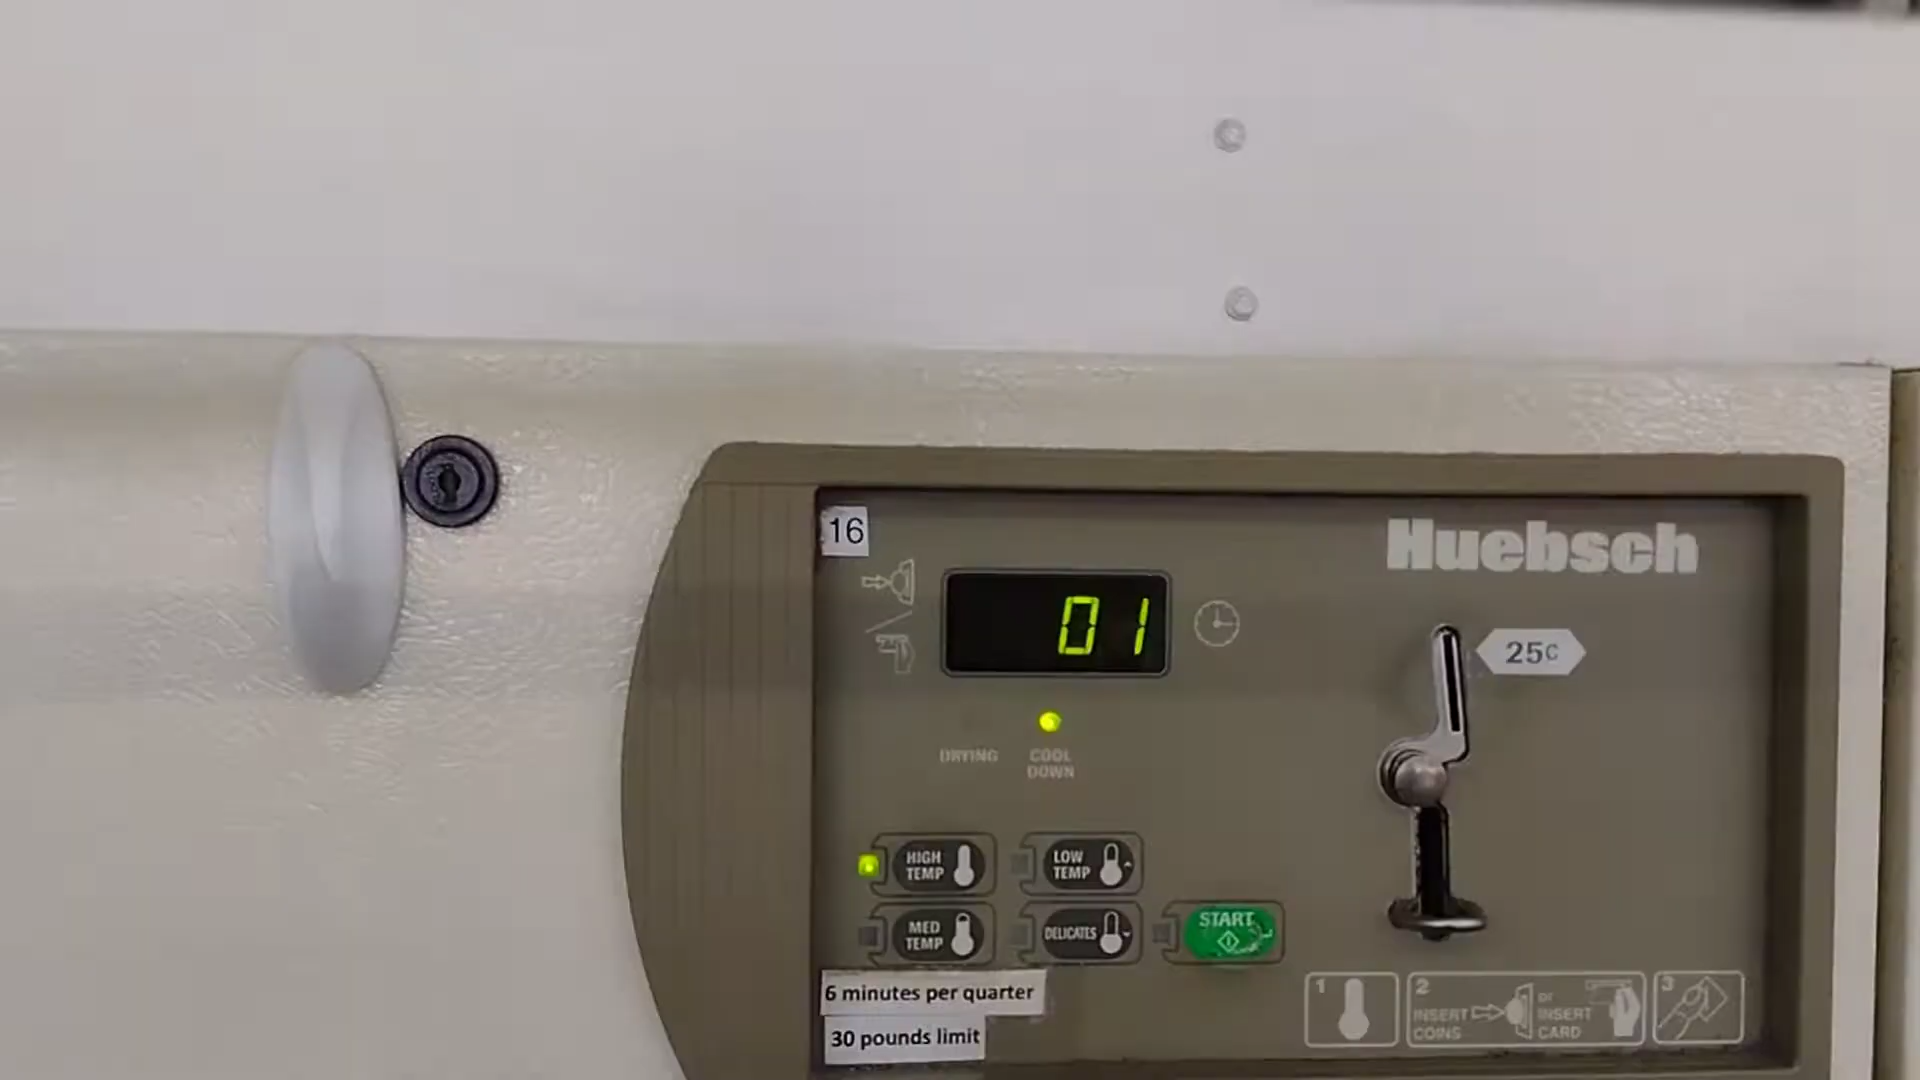 16
Huebsch
01
25¢
DRYING
COOL
DOWN
HIGH
TEMP
LOW
TEMP
MED
TEMP
DELICATES
START
6 minutes per quarter
30 pounds limit
1
2
INSERT
COINS
or
INSERT
CARD
3